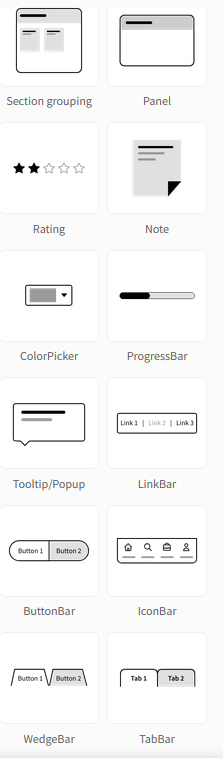 Section grouping
Panel
Rating
Note
ColorPicker
ProgressBar
Link 1 | Link 2 | Link 3
Tooltip/Popup
LinkBar
Button 1 Button 2
ButtonBar
IconBar
Button 1 Button 2
Tab 1 Tab 2
WedgeBar
TabBar